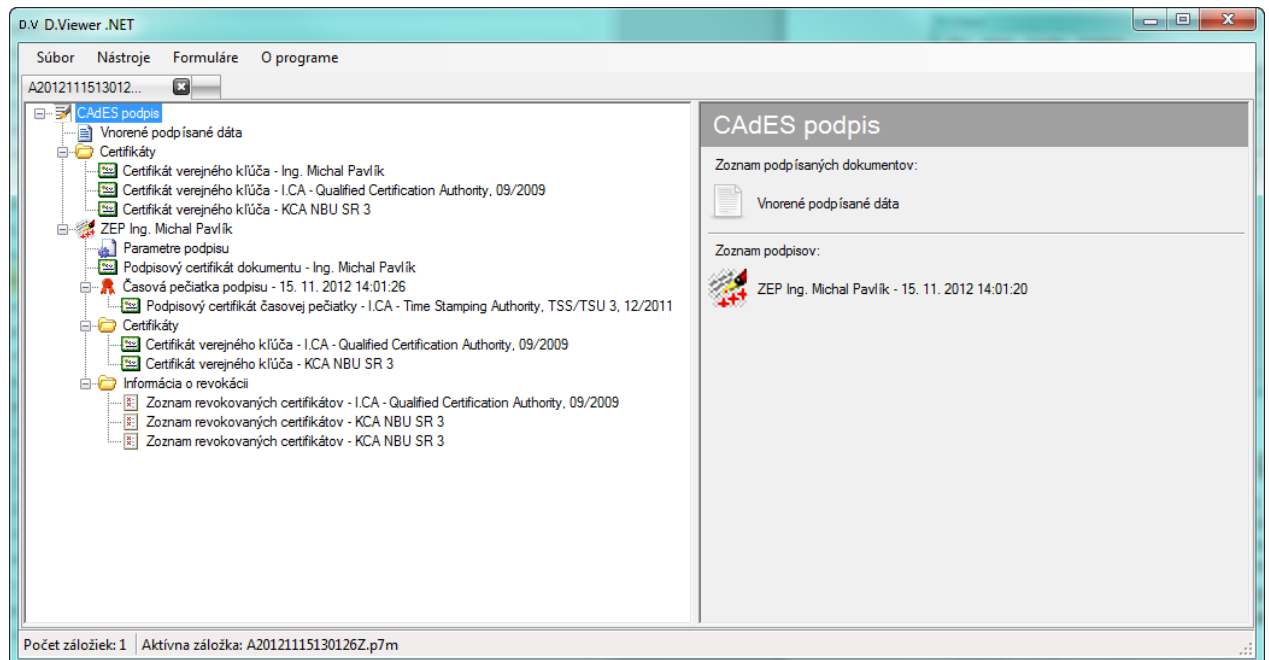 D.V D.Viewer .NET
Súbor Nástroje Formuláre O programe
A2012111513012...
CAdES podpis
Vnorené podpísané dáta
Certifikáty
Certifikát verejného kľúča - Ing. Michal Pavlík
Certifikát verejného kľúča - I.CA - Qualified Certification Authority, 09/2009
Certifikát verejného kľúča - KCA NBU SR 3
ZEP Ing. Michal Pavlík
Parametre podpisu
Podpisový certifikát dokumentu - Ing. Michal Pavlík
Časová pečiatka podpisu - 15. 11. 2012 14:01:26
Podpisový certifikát časovej pečiatky - I.CA - Time Stamping Authority, TSS/TSU 3, 12/2011
Certifikáty
Certifikát verejného kľúča - I.CA - Qualified Certification Authority, 09/2009
Certifikát verejného kľúča - KCA NBU SR 3
Informácia o revokácii
Zoznam revokovaných certifikátov - I.CA - Qualified Certification Authority, 09/2009
Zoznam revokovaných certifikátov - KCA NBU SR 3
Zoznam revokovaných certifikátov - KCA NBU SR 3
CAdES podpis
Zoznam podpísaných dokumentov:
Vnorené podpísané dáta
Zoznam podpisov:
ZEP Ing. Michal Pavlík - 15. 11. 2012 14:01:20
Počet záložiek: 1 Aktívna záložka: A20121115130126Z.p7m